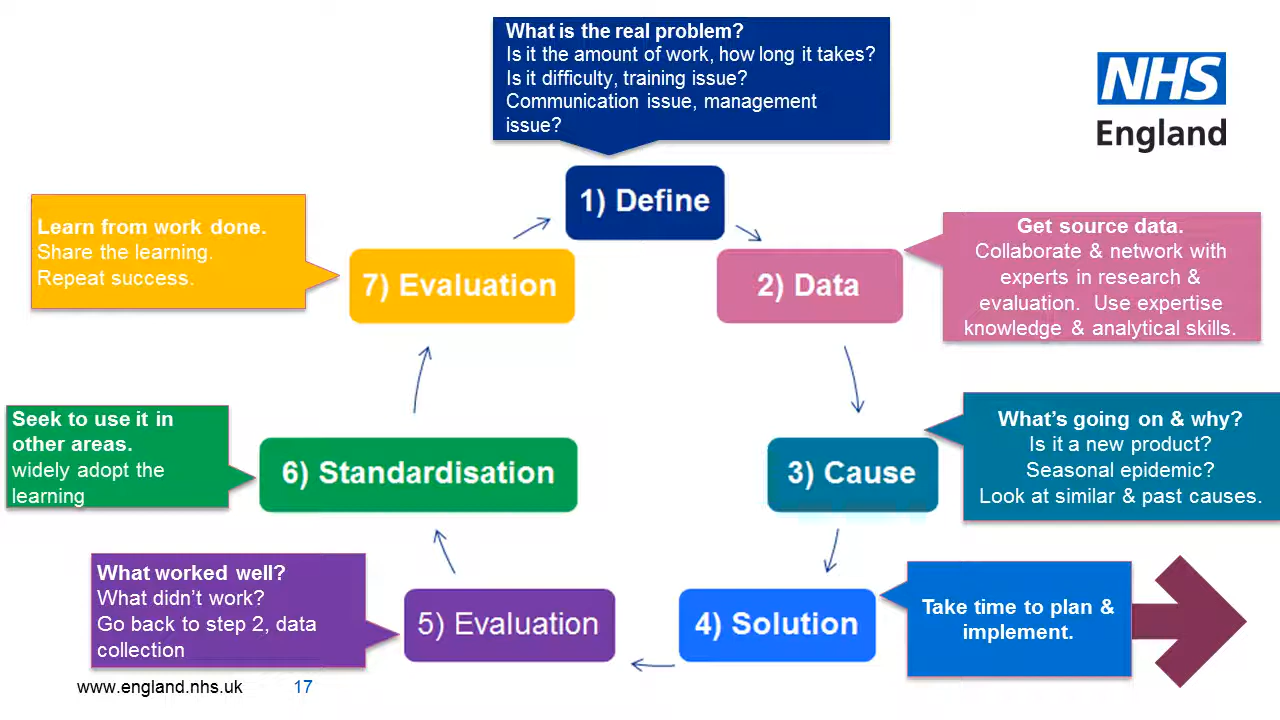 What is the real problem?
Is it the amount of work, how long it takes?
Is it difficulty, training issue?
Communication issue, management
issue?
NHS
England
1) Define
Learn from work done.
Share the learning.
Repeat success.
7) Evaluation
2) Data
Get source data.
Collaborate & network with
experts in research &
evaluation.  Use expertise
knowledge & analytical skills.
Seek to use it in
other areas.
widely adopt the
learning
6) Standardisation
3) Cause
What’s going on & why?
Is it a new product?
Seasonal epidemic?
Look at similar & past causes.
What worked well?
What didn’t work?
Go back to step 2, data
collection
5) Evaluation
4) Solution
Take time to plan &
implement.
www.england.nhs.uk 17